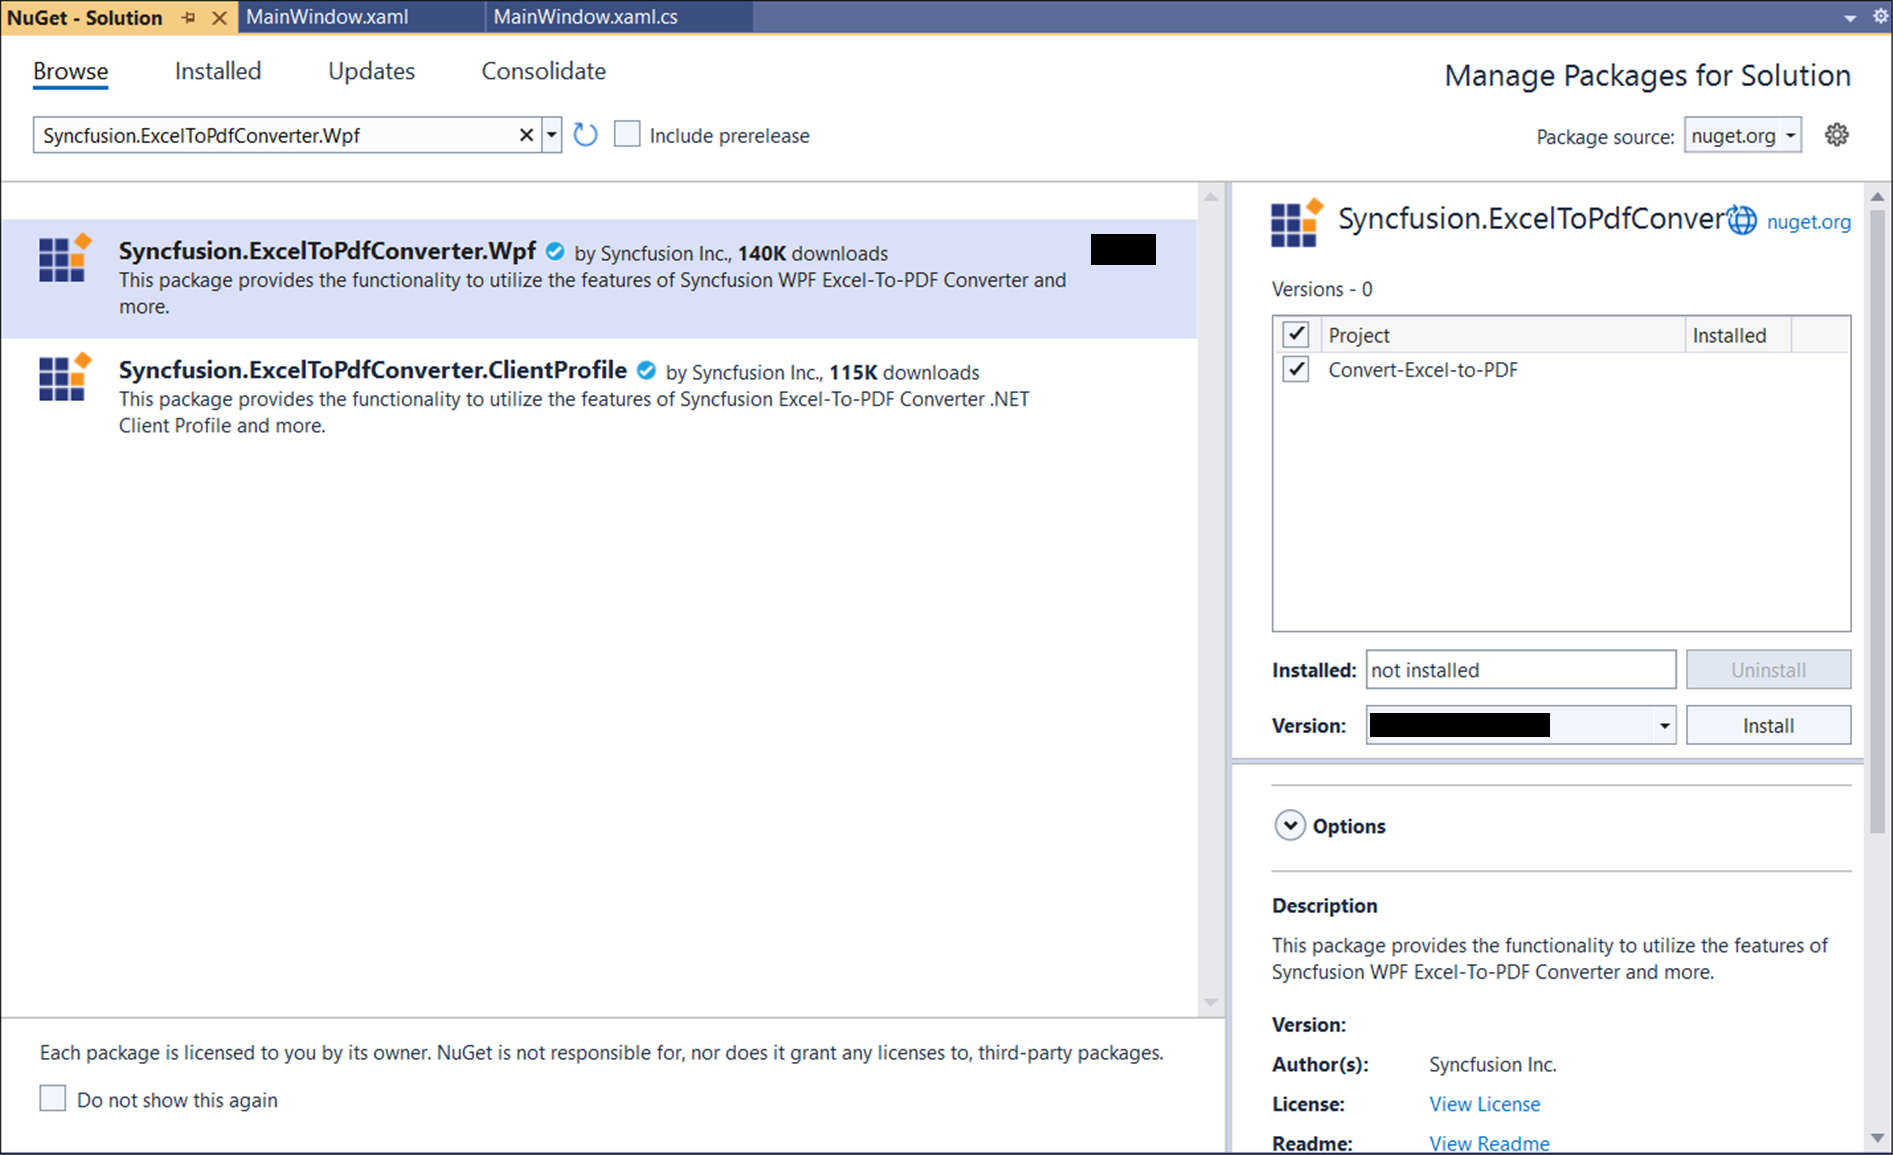 NuGet - Solution
MainWindow.xaml
MainWindow.xaml.cs
Browse
Installed
Updates
Consolidate
Manage Packages for Solution
Syncfusion.ExcelToPdfConverter.Wpf
Include prerelease
Package source: nuget.org
Syncfusion.ExcelToPdfConverter.Wpf by Syncfusion Inc., 140K downloads
This package provides the functionality to utilize the features of Syncfusion WPF Excel-To-PDF Converter and
more.
Syncfusion.ExcelToPdfConverter.ClientProfile by Syncfusion Inc., 115K downloads
This package provides the functionality to utilize the features of Syncfusion Excel-To-PDF Converter .NET
Client Profile and more.
Each package is licensed to you by its owner. NuGet is not responsible for, nor does it grant any licenses to, third-party packages.
Do not show this again
Syncfusion.ExcelToPdfConver nuget.org
Versions - 0
Project Installed
Convert-Excel-to-PDF
Installed: not installed Uninstall
Version: Install
Options
Description
This package provides the functionality to utilize the features of
Syncfusion WPF Excel-To-PDF Converter and more.
Version:
Author(s): Syncfusion Inc.
License: View License
Readme: View Readme